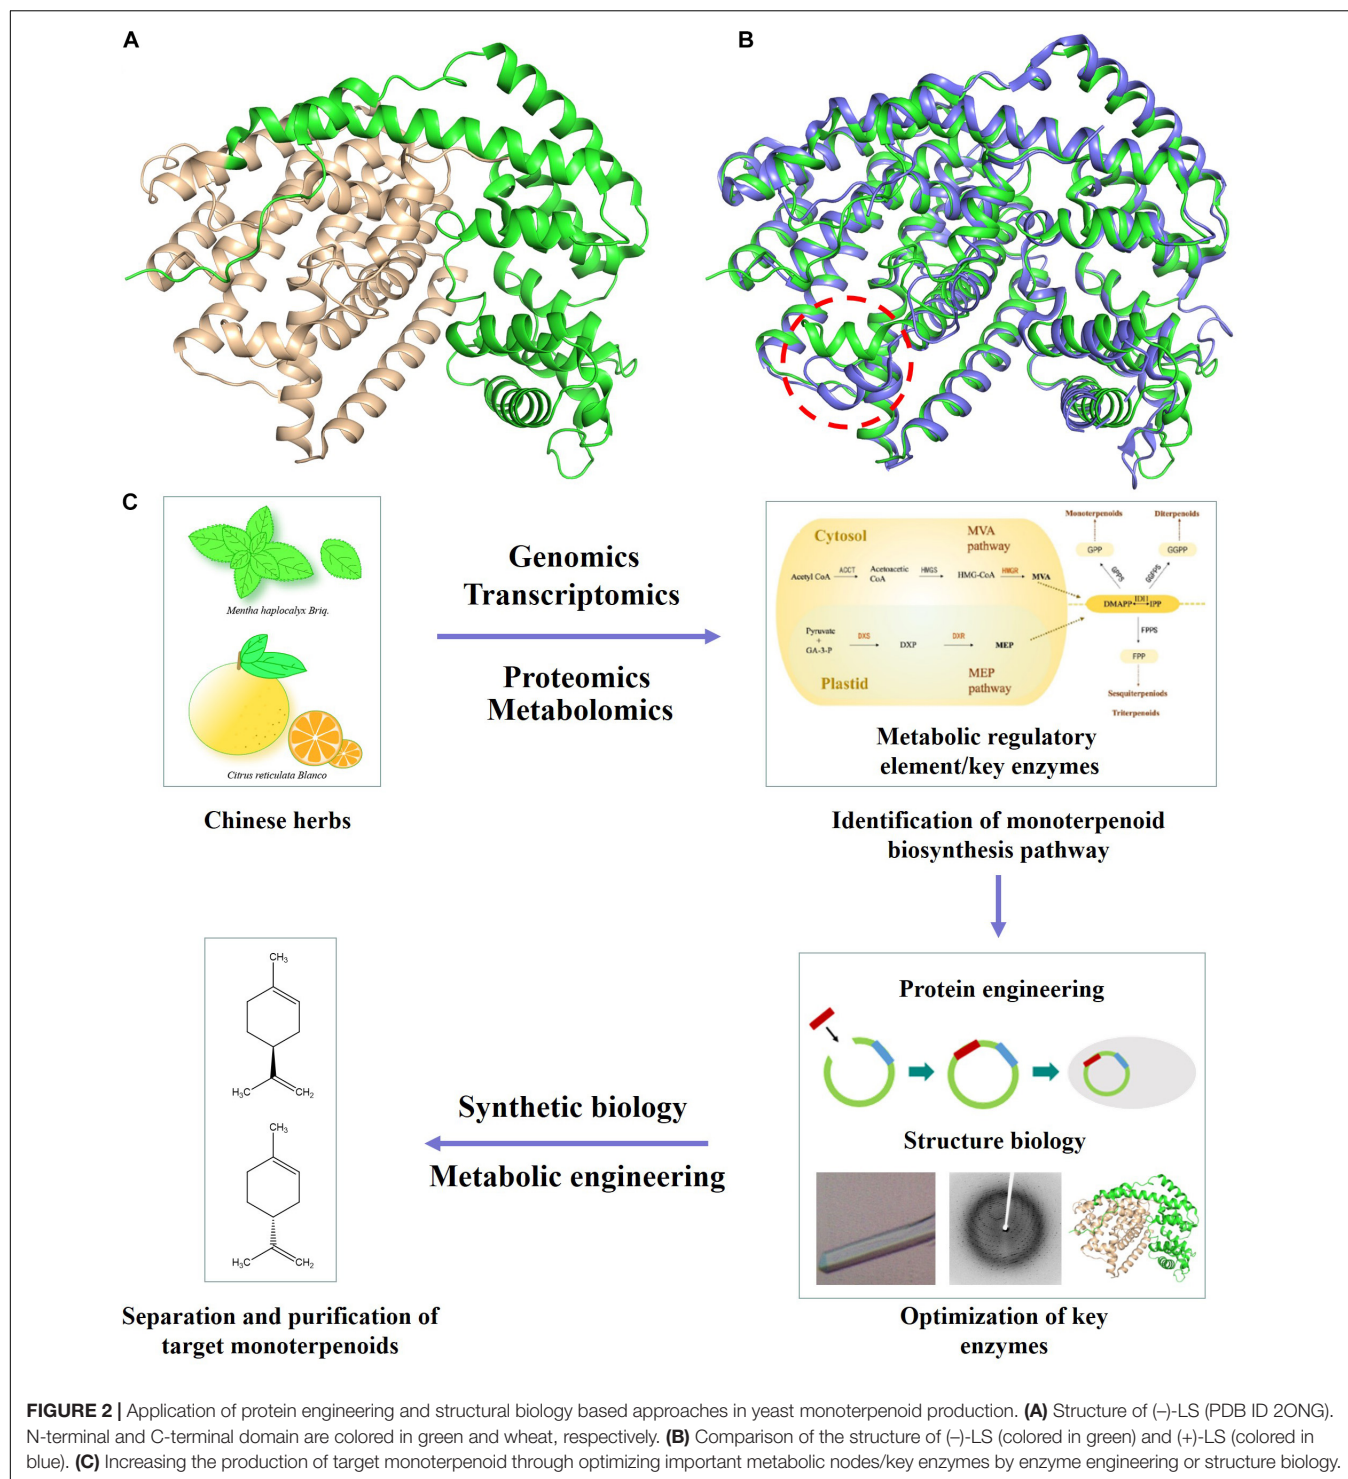 A
B
C
Mentha haplocalyx Briq.
Citrus reticulata Blanco
Chinese herbs
Genomics
Transcriptomics
Proteomics
Metabolomics
Cytosol
MVA
pathway
Acetyl CoA
ACCT
Acetoacetic
CoA
HMGS
HMG-CoA
HMGR
MVA
Pyruvate
+
GA-3-P
DXS
DXP
DXR
MEP
Plastid
MEP
pathway
Monoterpenoids
Diterpenoids
GPP
GGPP
GPPS
GGPPS
IDI1
DMAPP
IPP
FPPS
FPP
Sesquiterpeniods
Triterpenoids
Metabolic regulatory
element/key enzymes
Identification of monoterpenoid
biosynthesis pathway
Protein engineering
Structure biology
Optimization of key
enzymes
Synthetic biology
Metabolic engineering
CH₃
H₃C
CH₂
CH₃
H₃C
CH₂
Separation and purification of
target monoterpenoids
FIGURE 2 | Application of protein engineering and structural biology based approaches in yeast monoterpenoid production. (A) Structure of (–)-LS (PDB ID 2ONG).
N-terminal and C-terminal domain are colored in green and wheat, respectively. (B) Comparison of the structure of (–)-LS (colored in green) and (+)-LS (colored in
blue). (C) Increasing the production of target monoterpenoid through optimizing important metabolic nodes/key enzymes by enzyme engineering or structure biology.